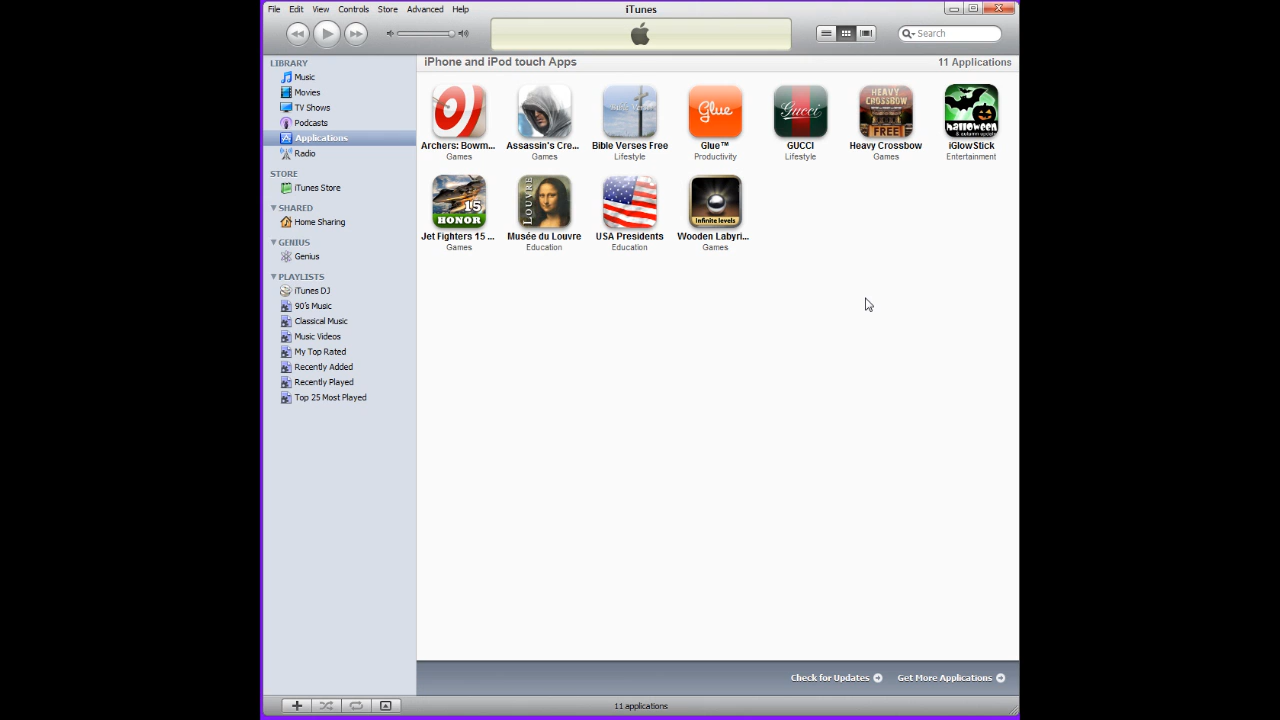 File Edit View Controls Store Advanced Help
iTunes
Search
LIBRARY
Music
Movies
TV Shows
Podcasts
Applications
Radio
STORE
iTunes Store
SHARED
Home Sharing
GENIUS
Genius
PLAYLISTS
iTunes DJ
90's Music
Classical Music
Music Videos
My Top Rated
Recently Added
Recently Played
Top 25 Most Played
iPhone and iPod touch Apps
11 Applications
Bible Verses
Glue
Gucci
HEAVY CROSSBOW FREE
halloween
& autumn update
Archers: Bowm... Assassin's Cre... Bible Verses Free Glue™ GUCCI Heavy Crossbow iGlowStick
Games Games Lifestyle Productivity Lifestyle Games Entertainment
15 HONOR
LOUVRE
Infinite levels
Jet Fighters 15 ... Musée du Louvre USA Presidents Wooden Labyri...
Games Education Education Games
Check for Updates Get More Applications
11 applications